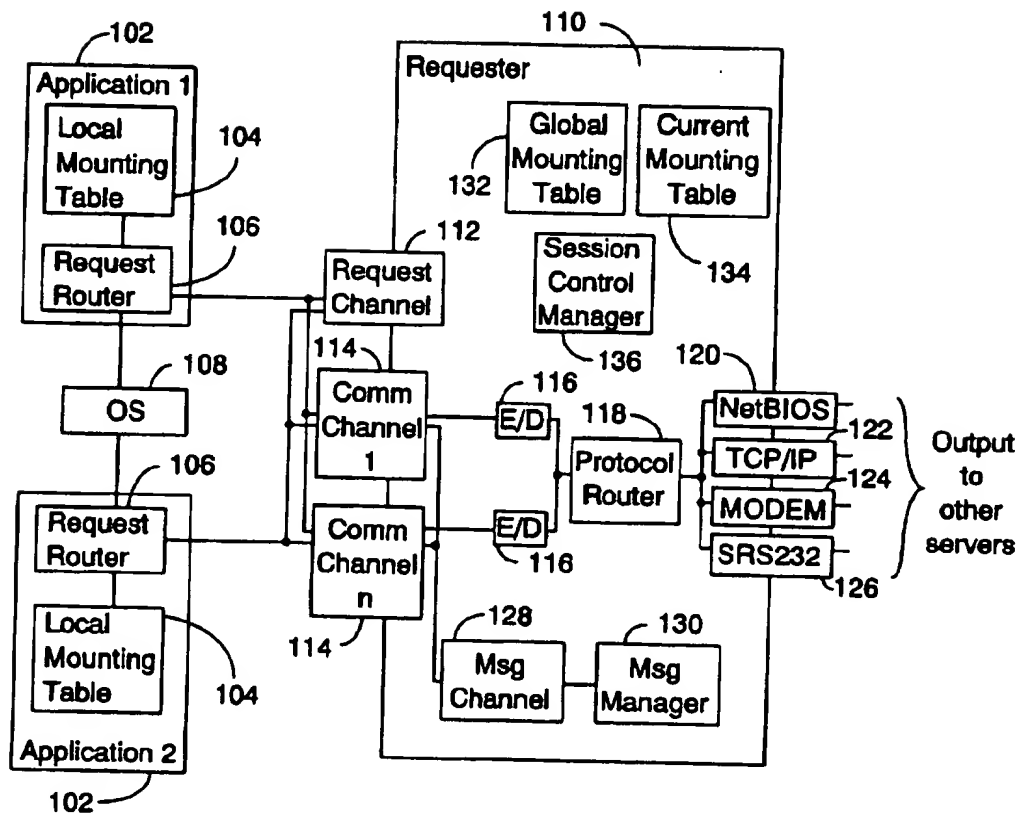 102
Application 1
Local
Mounting
Table
104
106
Request
Router
108
OS
106
Request
Router
Local
Mounting
Table
104
Application 2
102
110
Requester
Global
Mounting
Table
132
Current
Mounting
Table
134
112
Request
Channel
Session
Control
Manager
136
114
Comm
Channel
1
116
E/D
118
Protocol
Router
120
NetBIOS
122
TCP/IP
124
MODEM
SRS232
126
Output
to
other
servers
Comm
Channel
n
114
E/D
116
128
Msg
Channel
130
Msg
Manager